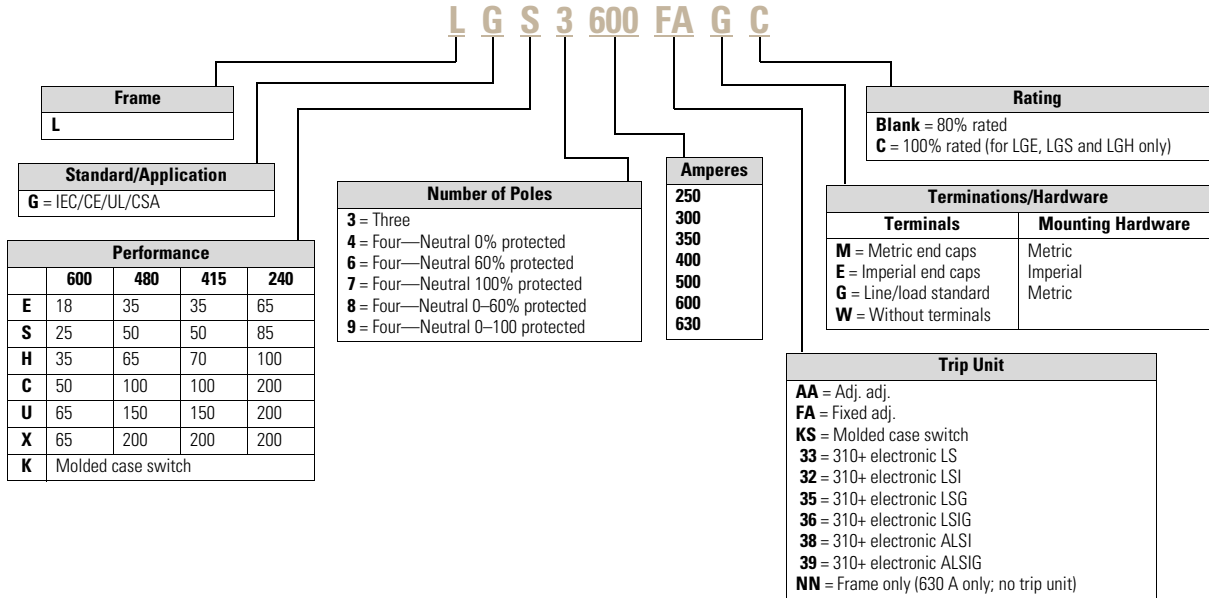 L G S 3 600 FA G C
Frame
L
Standard/Application
G = IEC/CE/UL/CSA
Performance
600 480 415 240
E 18 35 35 65
S 25 50 50 85
H 35 65 70 100
C 50 100 100 200
U 65 150 150 200
X 65 200 200 200
K Molded case switch
Number of Poles
3 = Three
4 = Four—Neutral 0% protected
6 = Four—Neutral 60% protected
7 = Four—Neutral 100% protected
8 = Four—Neutral 0–60% protected
9 = Four—Neutral 0–100 protected
Amperes
250
300
350
400
500
600
630
Rating
Blank = 80% rated
C = 100% rated (for LGE, LGS and LGH only)
Terminations/Hardware
Terminals Mounting Hardware
M = Metric end caps Metric
E = Imperial end caps Imperial
G = Line/load standard Metric
W = Without terminals
Trip Unit
AA = Adj. adj.
FA = Fixed adj.
KS = Molded case switch
33 = 310+ electronic LS
32 = 310+ electronic LSI
35 = 310+ electronic LSG
36 = 310+ electronic LSIG
38 = 310+ electronic ALSI
39 = 310+ electronic ALSIG
NN = Frame only (630 A only; no trip unit)